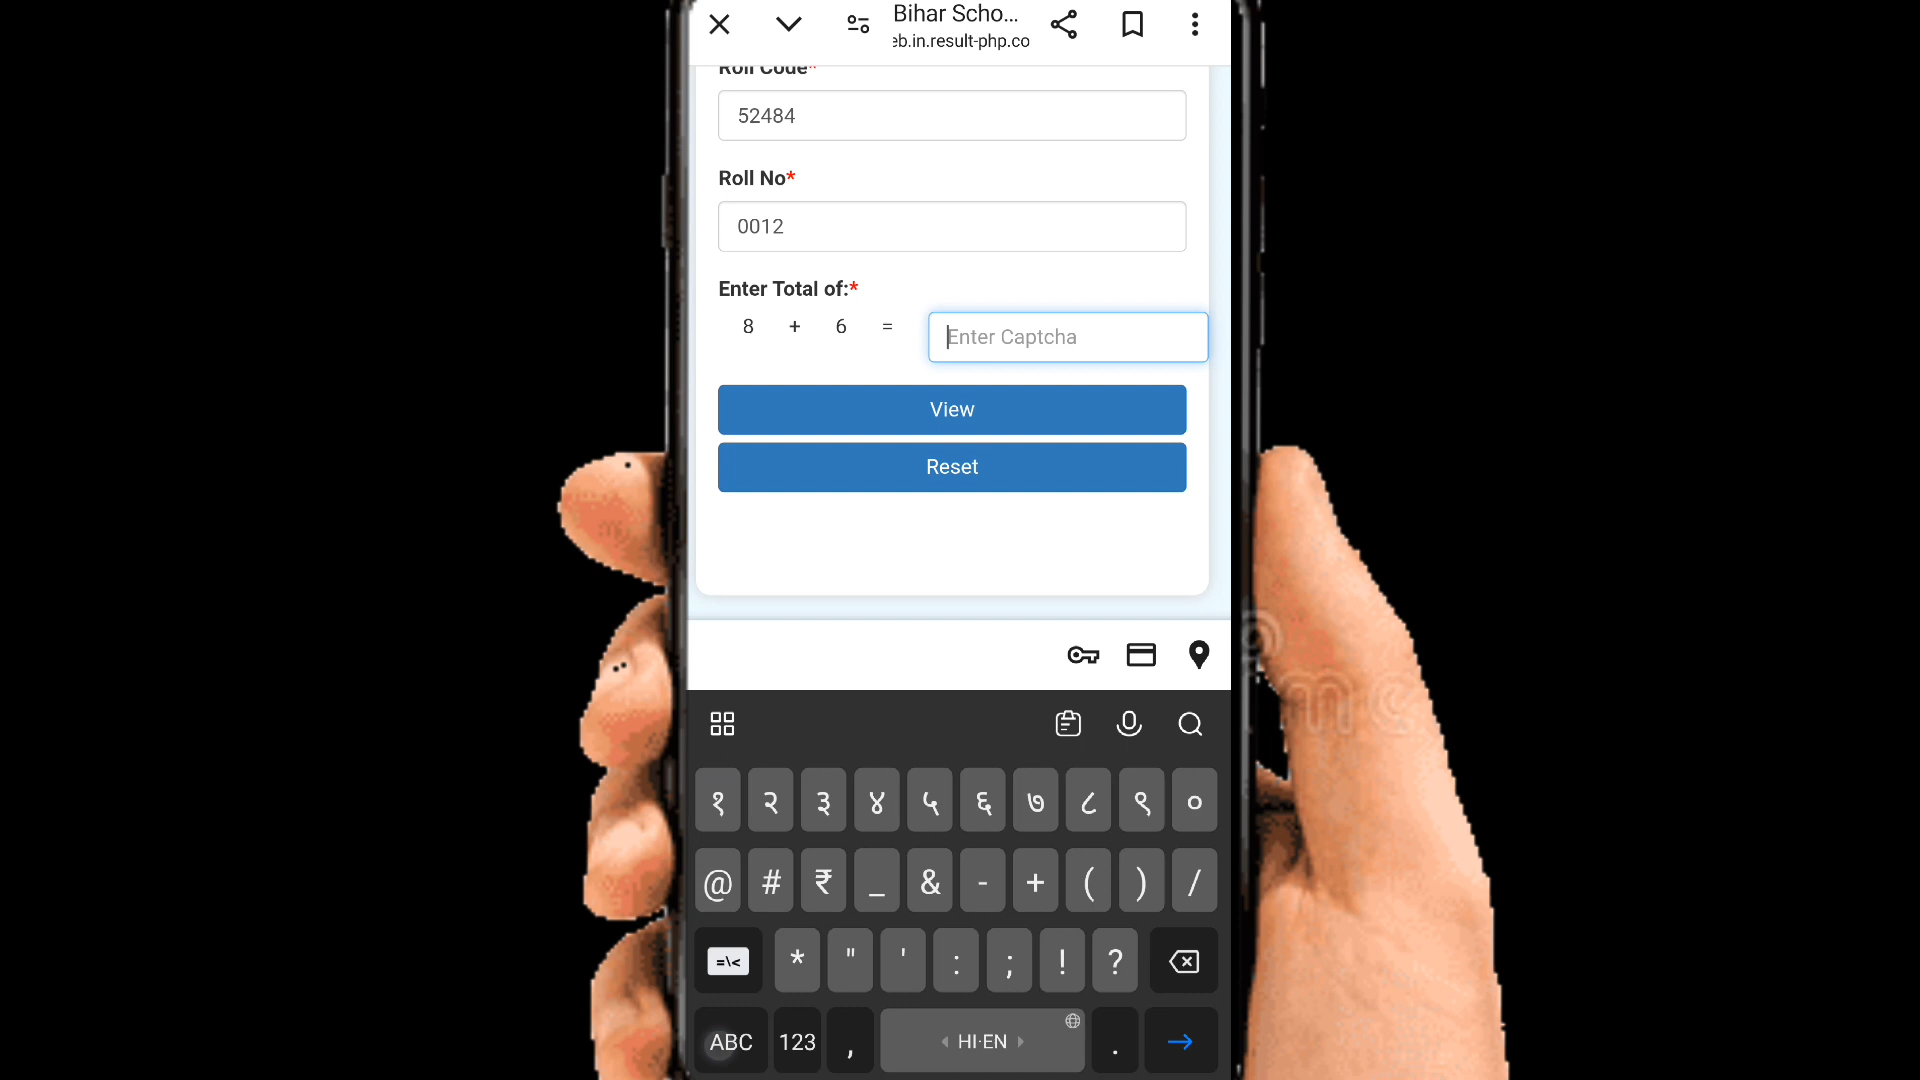 Bihar Scho...
eb.in.result-php.co
Roll Code*
52484
Roll No*
0012
Enter Total of:*
8 + 6 = Enter Captcha
View
Reset
१ २ ३ ४ ५ ६ ७ ८ ९ ०
@ # ₹ _ & - + ( ) /
=\< * " ' : ; ! ?
ABC 123 , HI·EN .